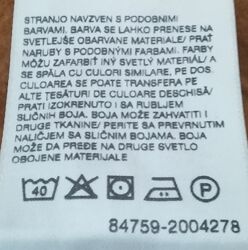 STRANJO NAVZVEN S PODOBNIMI
BARVAMI. BARVA SE LAHKO PRENESE NA
SVETLEJŠE OBARVANE MATERIALE/ PRAŤ
NARUBY S PODOBNÝMI FARBAMI. FARBY
MÔŽU ZAFARBIŤ INÝ SVETLÝ MATERIÁL/ A
SE SPĂLA CU CULORI SIMILARE, PE DOS.
CULOAREA SE POATE TRANSFERA PE
ALTE ŢESĂTURI DE CULOARE DESCHISĂ/
PRATI IZOKRENUTO I SA RUBLJEM
SLIČNIH BOJA. BOJA MOŽE ZAHVATITI I
DRUGE TKANINE/ PERITE SA PREVRNUTIM
NALIČJEM SA SLIČNIM BOJAMA. BOJA
MOŽE DA PREĐE NA DRUGE SVETLO
OBOJENE MATERIJALE
40 P
84759-2004278